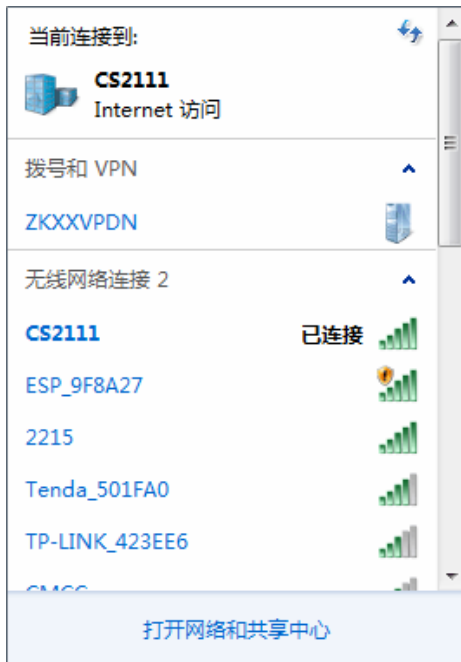 当前连接到:
CS2111
Internet 访问
拨号和 VPN
ZKXXVPDN
无线网络连接 2
CS2111 已连接
ESP_9F8A27
2215
Tenda_501FA0
TP-LINK_423EE6
打开网络和共享中心